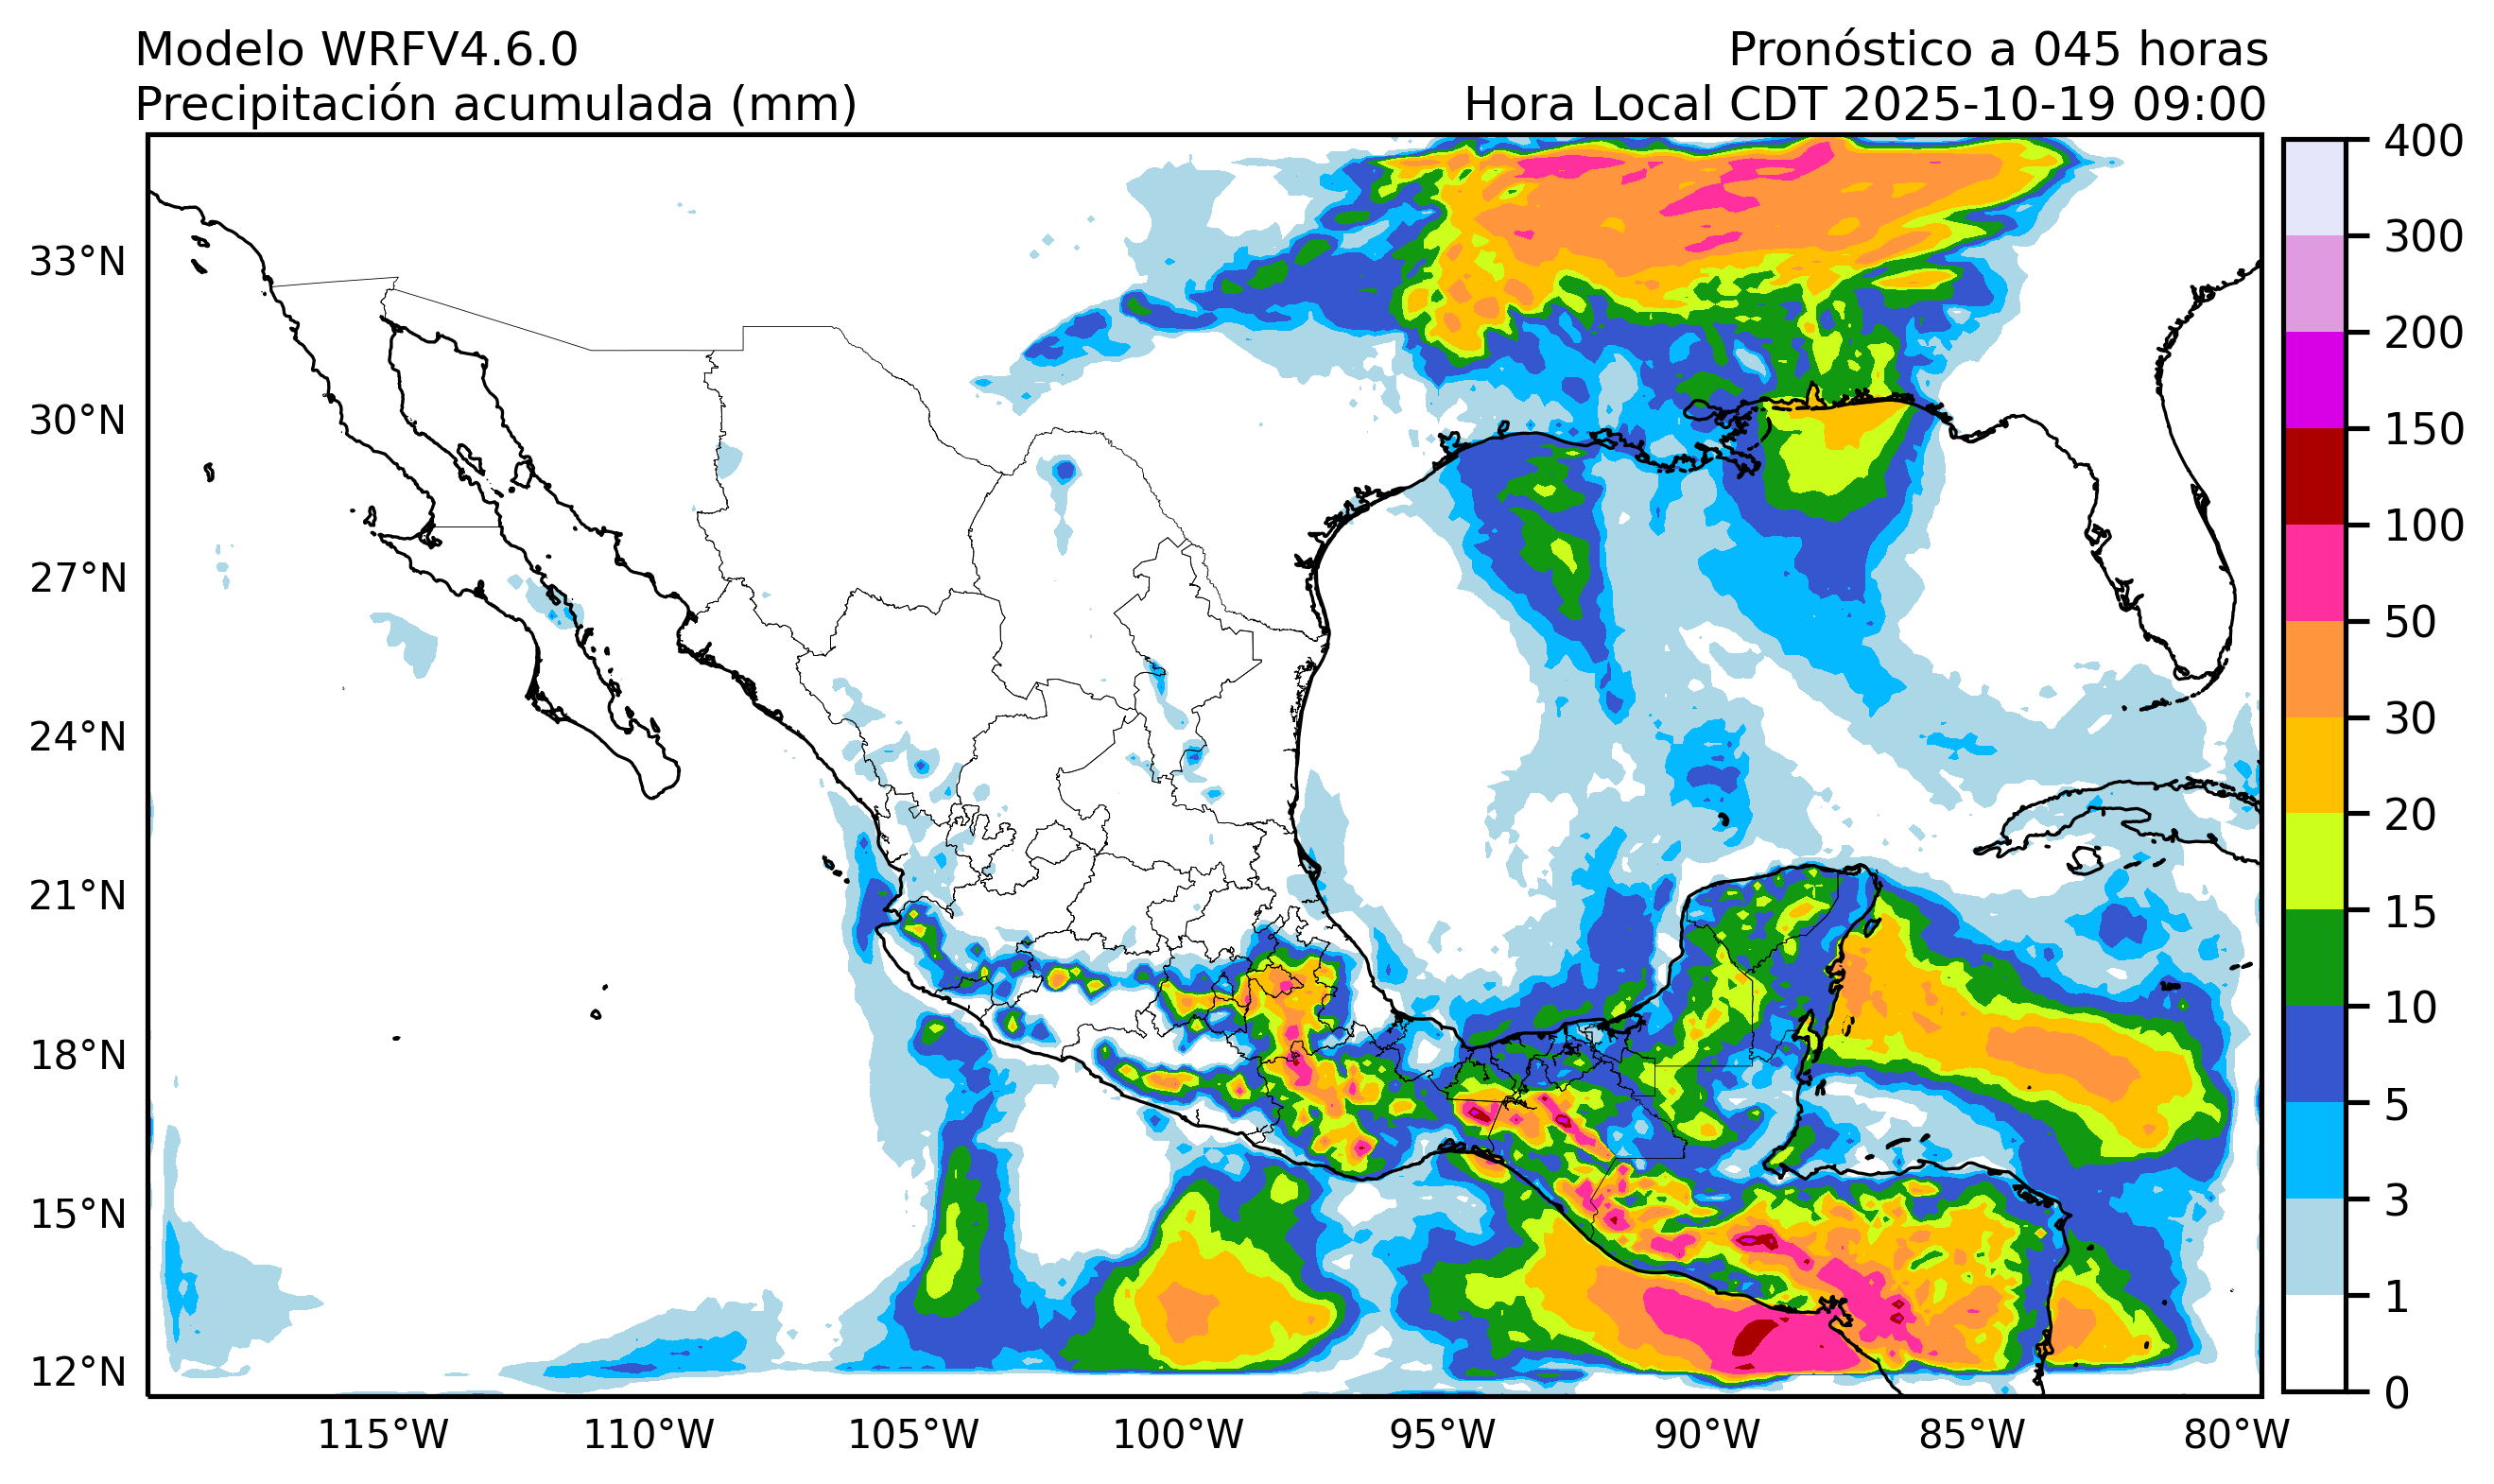 Modelo WRFV4.6.0
Pronóstico a 045 horas
Precipitación acumulada (mm)
Hora Local CDT 2025-10-19 09:00
33°N
30°N
27°N
24°N
21°N
18°N
15°N
12°N
115°W
110°W
105°W
100°W
95°W
90°W
85°W
80°W
400
300
200
150
100
50
30
20
15
10
5
3
1
0